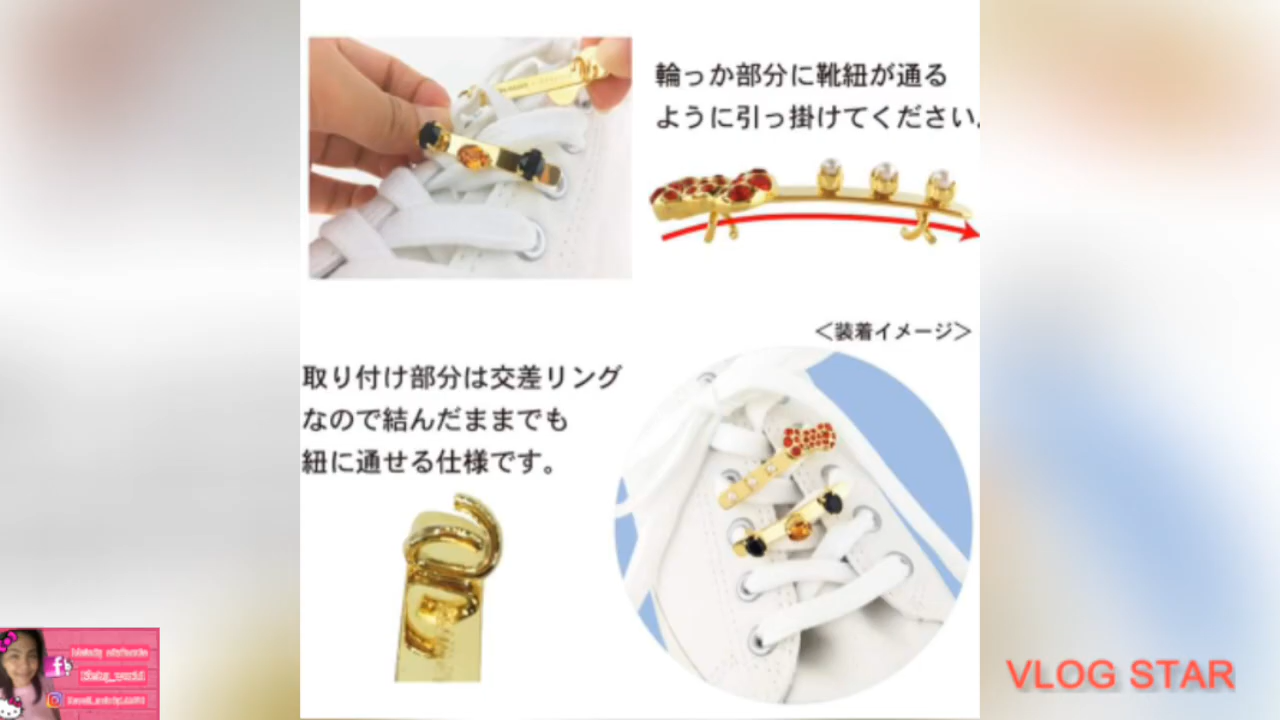 輪っか部分に靴紐が通る
ように引っ掛けてください
＜装着イメージ＞
取り付け部分は交差リング
なので結んだままでも
紐に通せる仕様です。
VLOG STAR